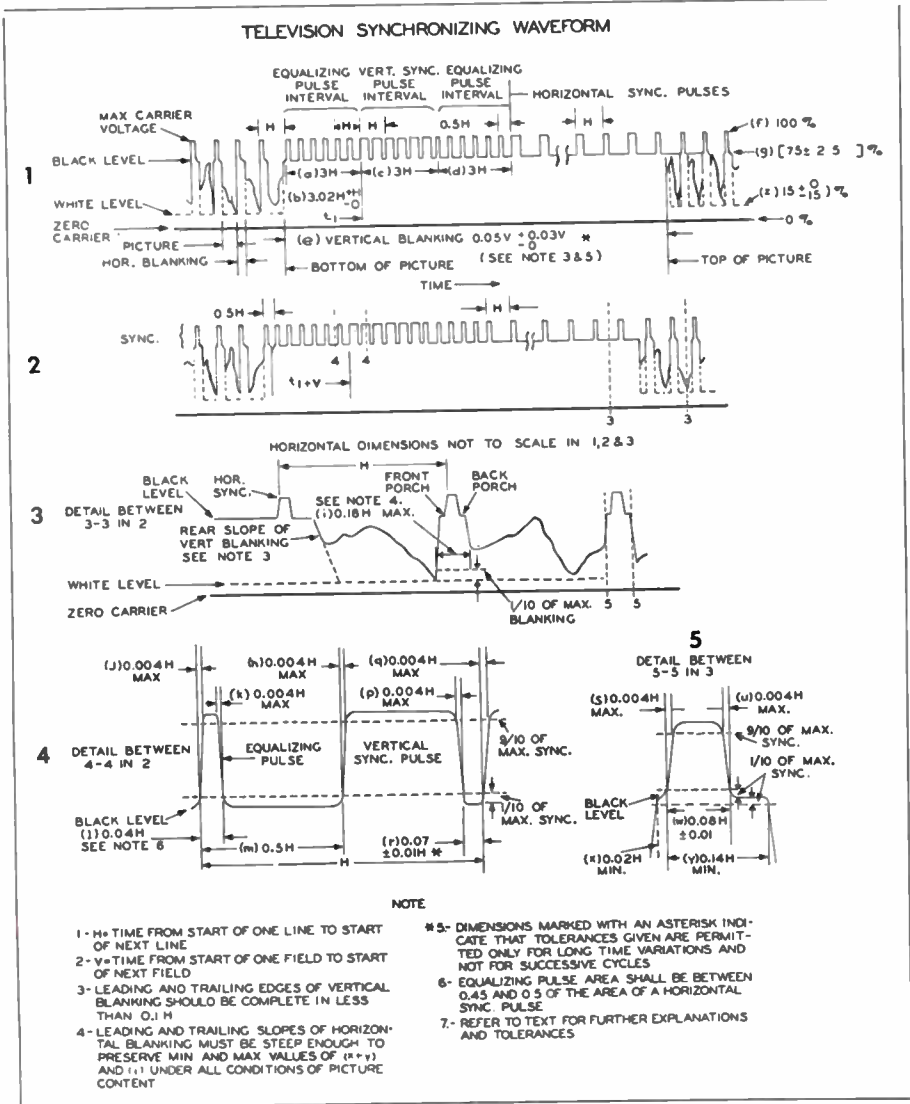 TELEVISION SYNCHRONIZING WAVEFORM
EQUALIZING VERT. SYNC. EQUALIZING
PULSE PULSE PULSE
INTERVAL INTERVAL INTERVAL
HORIZONTAL SYNC. PULSES
MAX CARRIER
VOLTAGE
H
H
H
0.5H
H
(f) 100 %
BLACK LEVEL
(g) [75± 2 5 ] %
1
(a)3H
(c)3H
(d)3H
(b)3.02H +H -0
WHITE LEVEL
(z)15 +0 -15)%
t1
ZERO
CARRIER
0 %
(e) VERTICAL BLANKING 0.05V +0.03V -0 *
PICTURE
(SEE NOTE 3&5)
HOR. BLANKING
BOTTOM OF PICTURE
TOP OF PICTURE
TIME
0 5H
H
SYNC.
2
4 4
t1+V
3 3
HORIZONTAL DIMENSIONS NOT TO SCALE IN 1,2&3
H
BLACK
LEVEL
HOR.
SYNC.
FRONT
PORCH
BACK
PORCH
3
DETAIL BETWEEN
3-3 IN 2
SEE NOTE 4.
(i)0.18H MAX.
REAR SLOPE OF
VERT BLANKING
SEE NOTE 3
WHITE LEVEL
ZERO CARRIER
1/10 OF MAX.
BLANKING
5 5
5
DETAIL BETWEEN
5-5 IN 3
(J)0.004H
MAX
(h)0.004H
MAX
(q)0.004H
MAX
(k)0.004H
MAX
(p)0.004H
MAX
(s)0.004H
MAX.
(u)0.004H
MAX.
9/10 OF
MAX. SYNC.
9/10 OF MAX.
SYNC.
4
DETAIL BETWEEN
4-4 IN 2
EQUALIZING
PULSE
VERTICAL
SYNC. PULSE
1/10 OF MAX.
SYNC.
BLACK LEVEL
1/10 OF
MAX. SYNC.
BLACK
LEVEL
(l)0.04H
SEE NOTE 6
(m)0.5H
(r)0.07
±0.01H *
H
(w)0.08H
±0.01
(x)0.02H
MIN.
(y)0.14H
MIN.
NOTE
1- H= TIME FROM START OF ONE LINE TO START
OF NEXT LINE
2- V=TIME FROM START OF ONE FIELD TO START
OF NEXT FIELD
3- LEADING AND TRAILING EDGES OF VERTICAL
BLANKING SHOULD BE COMPLETE IN LESS
THAN 0.1 H
4- LEADING AND TRAILING SLOPES OF HORIZON-
TAL BLANKING MUST BE STEEP ENOUGH TO
PRESERVE MIN AND MAX VALUES OF (x+y)
AND (i) UNDER ALL CONDITIONS OF PICTURE
CONTENT
*5- DIMENSIONS MARKED WITH AN ASTERISK INDI-
CATE THAT TOLERANCES GIVEN ARE PERMIT-
TED ONLY FOR LONG TIME VARIATIONS AND
NOT FOR SUCCESSIVE CYCLES
6- EQUALIZING PULSE AREA SHALL BE BETWEEN
0.45 AND 0 5 OF THE AREA OF A HORIZONTAL
SYNC. PULSE
7.- REFER TO TEXT FOR FURTHER EXPLANATIONS
AND TOLERANCES